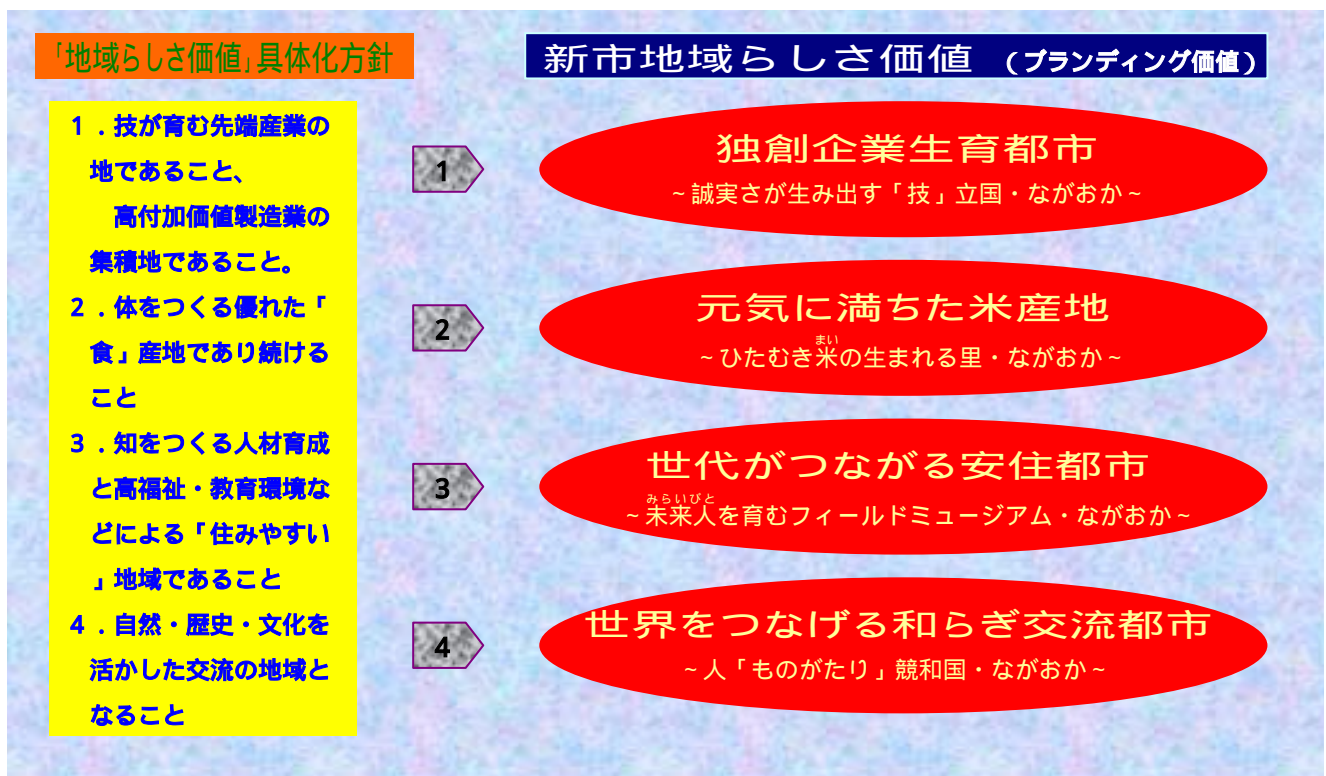 「地域らしさ価値」具体化方針
新市地域らしさ価値 （ブランディング価値）
１．技が育む先端産業の
地であること、
高付加価値製造業の
集積地であること。
２．体をつくる優れた「
食」産地であり続ける
こと
３．知をつくる人材育成
と高福祉・教育環境な
どによる「住みやすい
」地域であること
４．自然・歴史・文化を
活かした交流の地域と
なること
1
独創企業生育都市
~誠実さが生み出す「技」立国・ながおか~
2
元気に満ちた米産地
まい
~ひたむき米の生まれる里・ながおか~
3
世代がつながる安住都市
みらいびと
~未来人を育むフィールドミュージアム・ながおか~
4
世界をつなげる和らぎ交流都市
~人「ものがたり」競和国・ながおか~